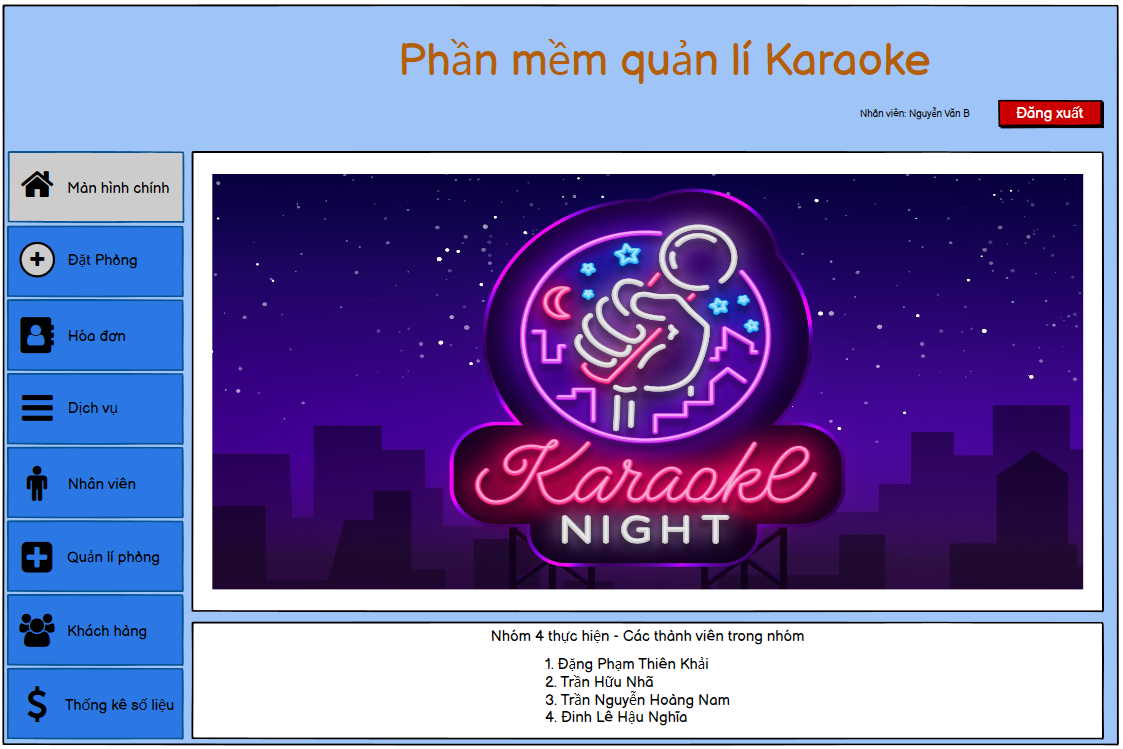 Phần mềm quản lí Karaoke
Nhân viên: Nguyễn Văn B
Đăng xuất
Màn hình chính
Đặt Phòng
Hóa đơn
Dịch vụ
Nhân viên
Quản lí phòng
Khách hàng
Thống kê số liệu
Karaoke
NIGHT
Nhóm 4 thực hiện - Các thành viên trong nhóm
1. Đặng Phạm Thiên Khải
2. Trần Hữu Nhã
3. Trần Nguyễn Hoàng Nam
4. Đinh Lê Hậu Nghĩa